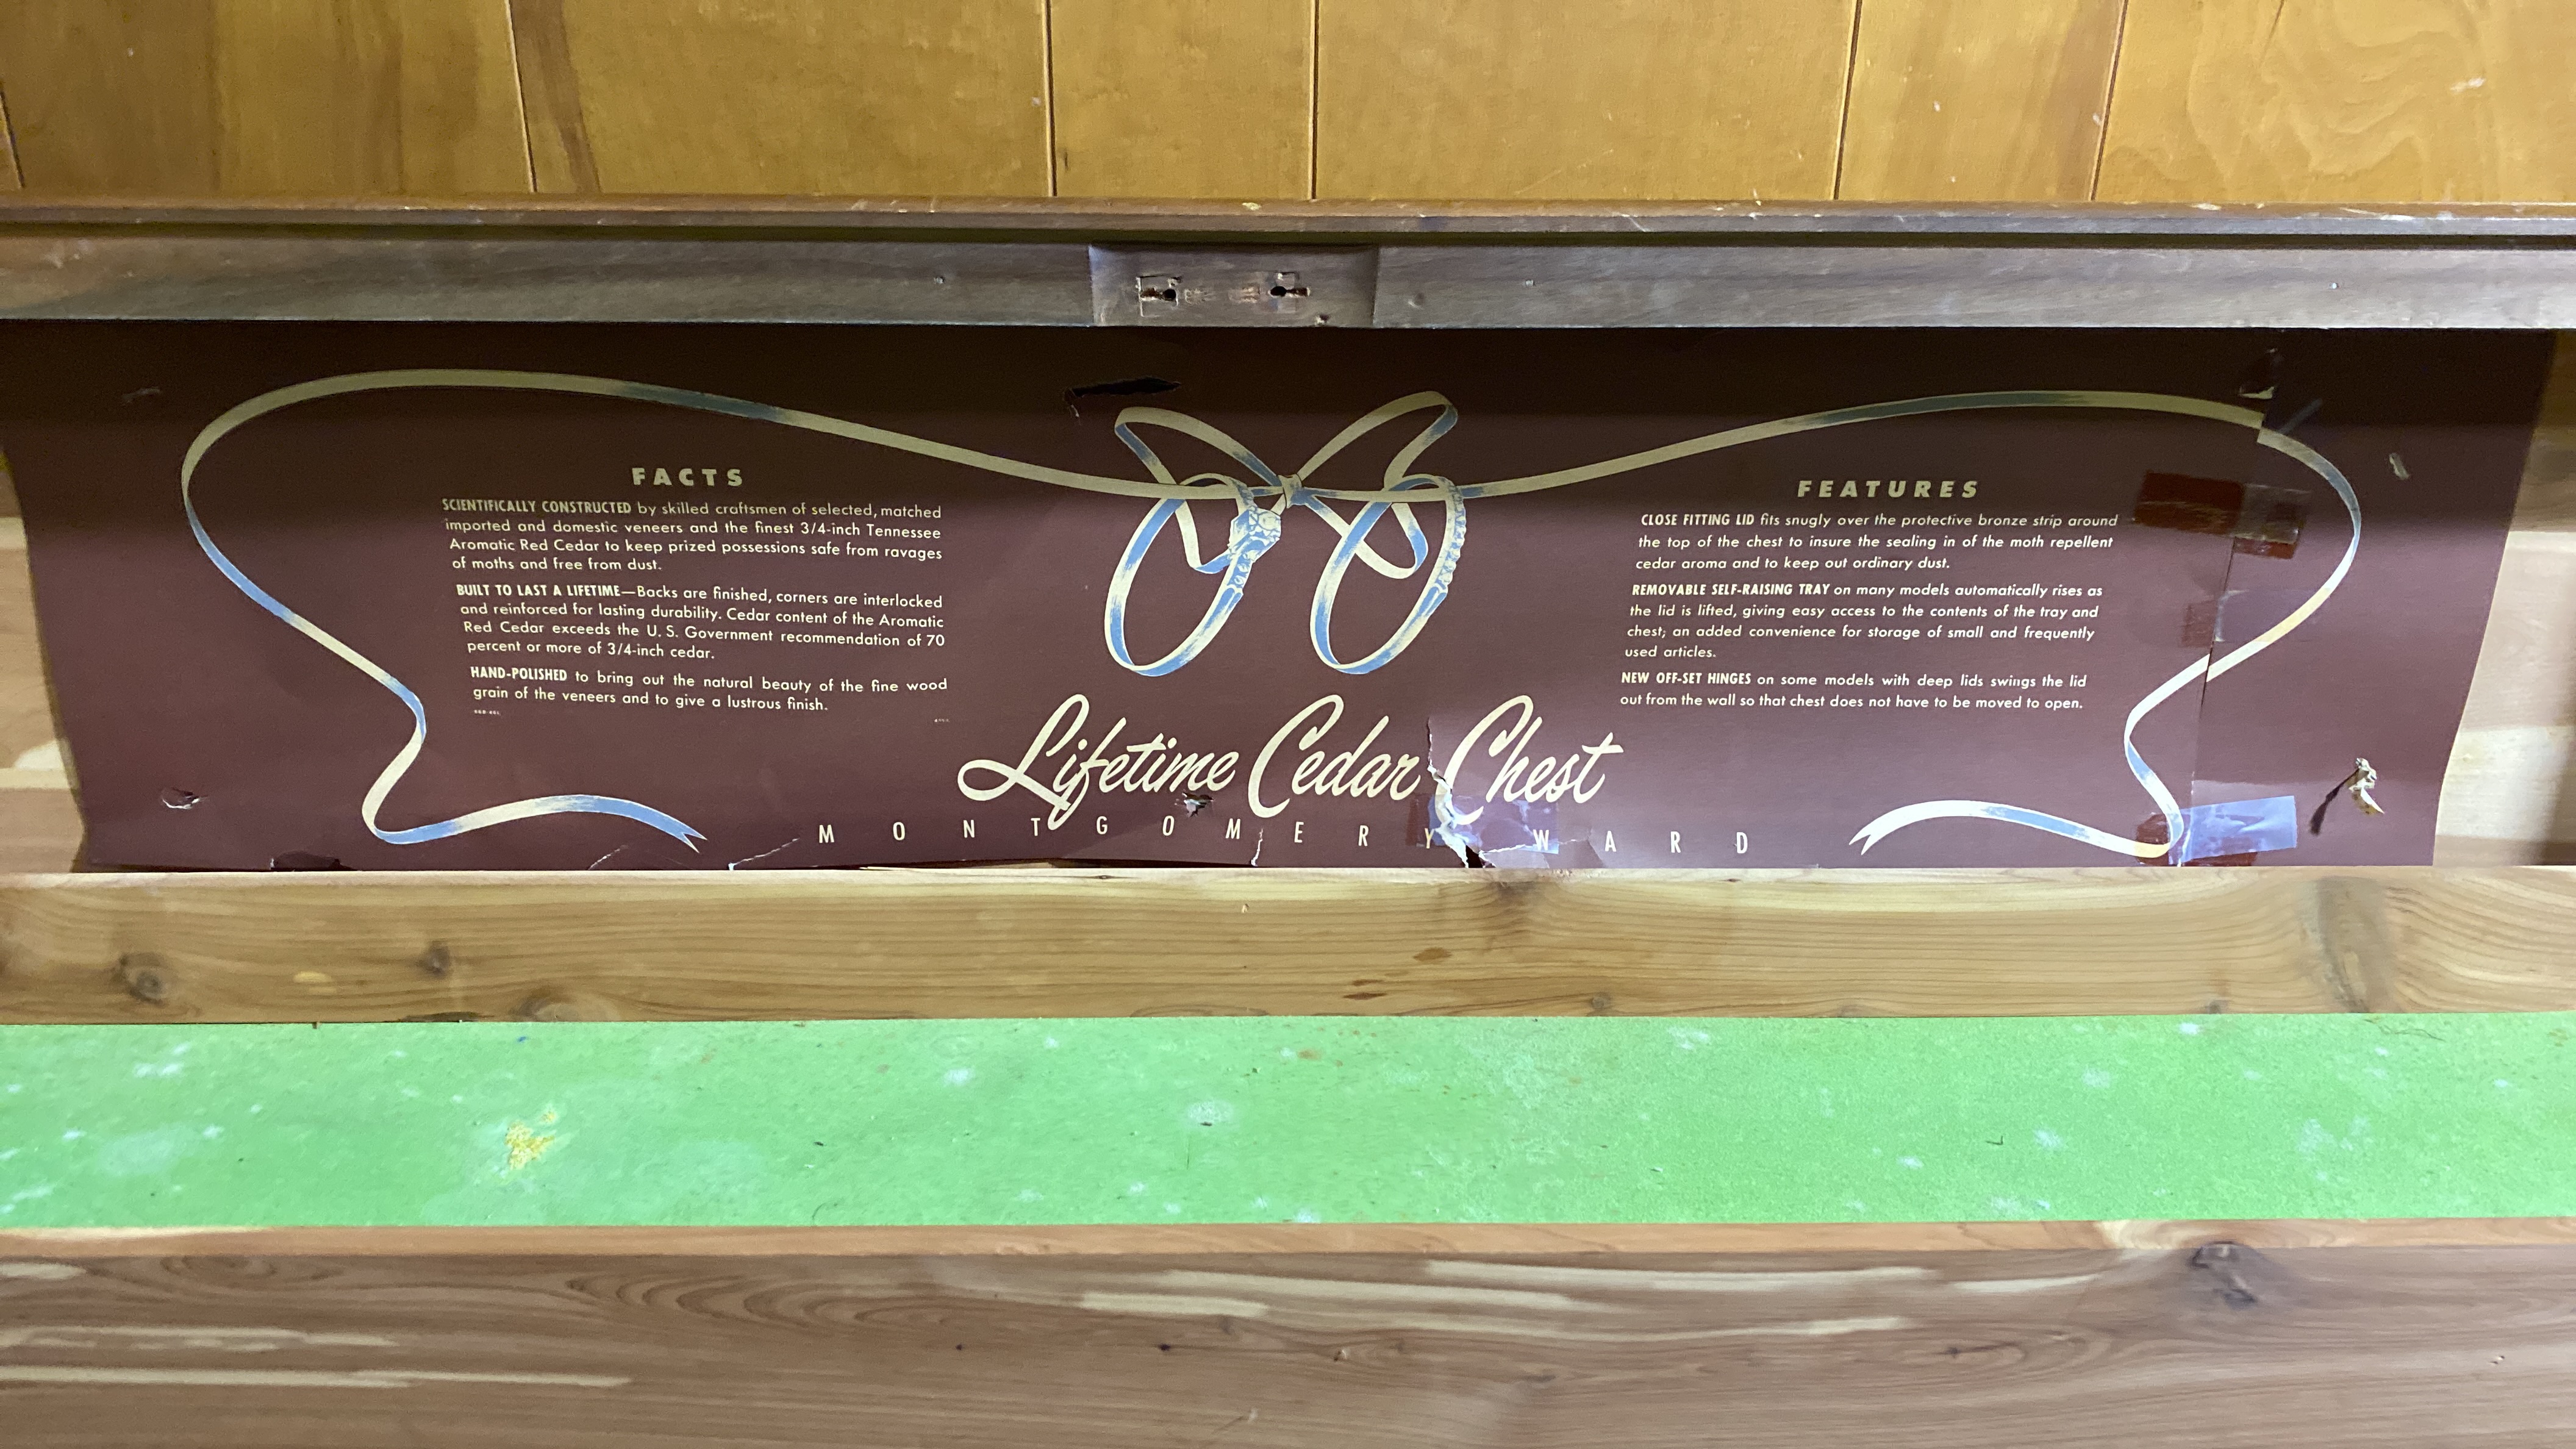 FACTS
SCIENTIFICALLY CONSTRUCTED by skilled craftsmen of selected, matched
imported and domestic veneers and the finest 3/4-inch Tennessee
Aromatic Red Cedar to keep prized possessions safe from ravages
of moths and free from dust.
BUILT TO LAST A LIFETIME—Backs are finished, corners are interlocked
and reinforced for lasting durability. Cedar content of the Aromatic
Red Cedar exceeds the U. S. Government recommendation of 70
percent or more of 3/4-inch cedar.
HAND-POLISHED to bring out the natural beauty of the fine wood
grain of the veneers and to give a lustrous finish.
FEATURES
CLOSE FITTING LID fits snugly over the protective bronze strip around
the top of the chest to insure the sealing in of the moth repellent
cedar aroma and to keep out ordinary dust.
REMOVABLE SELF-RAISING TRAY on many models automatically rises as
the lid is lifted, giving easy access to the contents of the tray and
chest; an added convenience for storage of small and frequently
used articles.
NEW OFF-SET HINGES on some models with deep lids swings the lid
out from the wall so that chest does not have to be moved to open.
Lifetime Cedar Chest
MONTGOMERY WARD